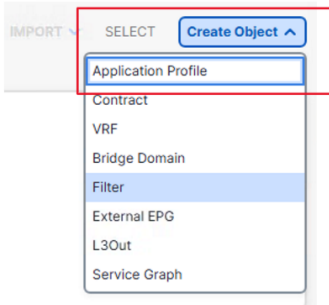 IMPORT SELECT Create Object
Application Profile
Contract
VRF
Bridge Domain
Filter
External EPG
L3Out
Service Graph